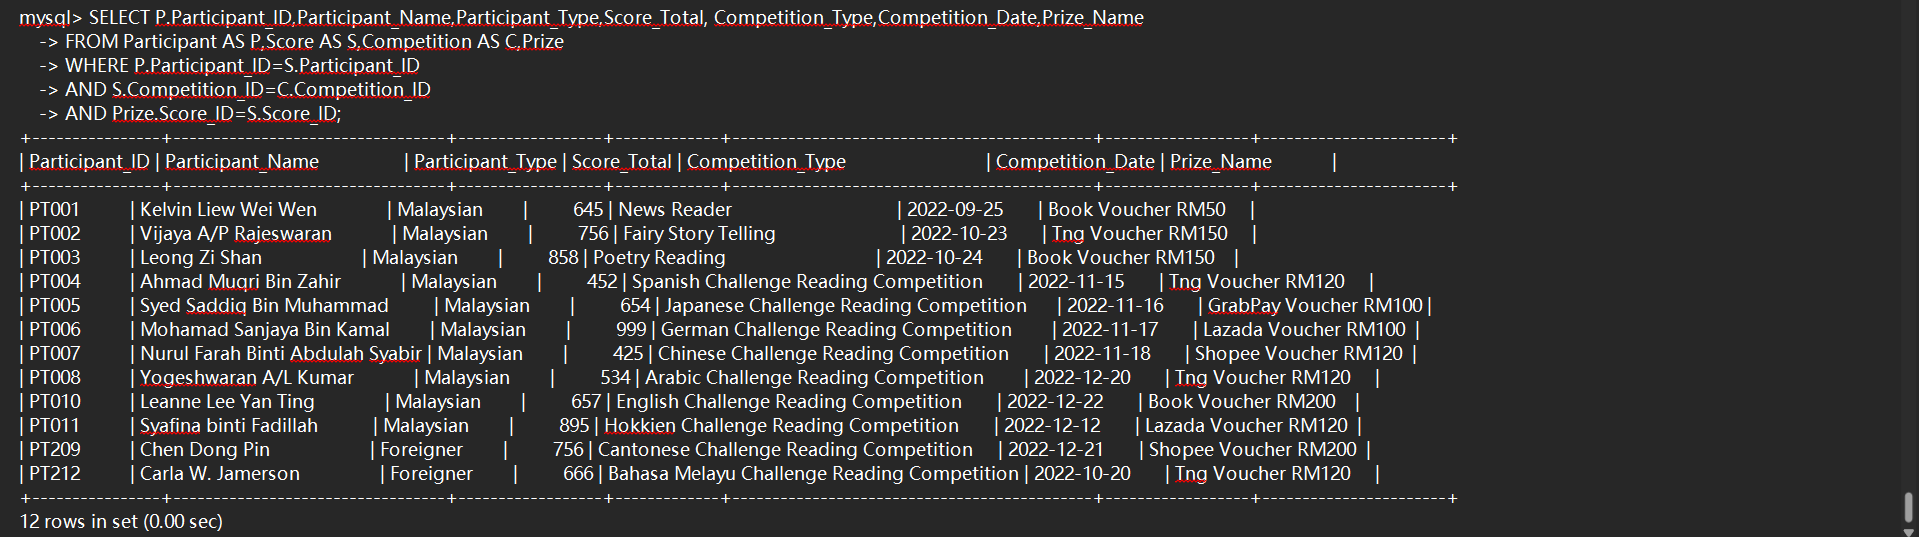 mysql> SELECT P.Participant_ID,Participant_Name,Participant_Type,Score_Total, Competition_Type,Competition_Date,Prize_Name
-> FROM Participant AS P,Score AS S,Competition AS C,Prize
-> WHERE P.Participant_ID=S.Participant_ID
-> AND S.Competition_ID=C.Competition_ID
-> AND Prize.Score_ID=S.Score_ID;
+----------------+---------------------------------+------------------+-------------+--------------------------------------------+------------------+-----------------------+
| Participant_ID | Participant_Name | Participant_Type | Score_Total | Competition_Type | Competition_Date | Prize_Name |
+----------------+---------------------------------+------------------+-------------+--------------------------------------------+------------------+-----------------------+
| PT001 | Kelvin Liew Wei Wen | Malaysian | 645 | News Reader | 2022-09-25 | Book Voucher RM50 |
| PT002 | Vijaya A/P Rajeswaran | Malaysian | 756 | Fairy Story Telling | 2022-10-23 | Tng Voucher RM150 |
| PT003 | Leong Zi Shan | Malaysian | 858 | Poetry Reading | 2022-10-24 | Book Voucher RM150 |
| PT004 | Ahmad Muqri Bin Zahir | Malaysian | 452 | Spanish Challenge Reading Competition | 2022-11-15 | Tng Voucher RM120 |
| PT005 | Syed Saddiq Bin Muhammad | Malaysian | 654 | Japanese Challenge Reading Competition | 2022-11-16 | GrabPay Voucher RM100 |
| PT006 | Mohamad Sanjaya Bin Kamal | Malaysian | 999 | German Challenge Reading Competition | 2022-11-17 | Lazada Voucher RM100 |
| PT007 | Nurul Farah Binti Abdulah Syabir | Malaysian | 425 | Chinese Challenge Reading Competition | 2022-11-18 | Shopee Voucher RM120 |
| PT008 | Yogeshwaran A/L Kumar | Malaysian | 534 | Arabic Challenge Reading Competition | 2022-12-20 | Tng Voucher RM120 |
| PT010 | Leanne Lee Yan Ting | Malaysian | 657 | English Challenge Reading Competition | 2022-12-22 | Book Voucher RM200 |
| PT011 | Syafina binti Fadillah | Malaysian | 895 | Hokkien Challenge Reading Competition | 2022-12-12 | Lazada Voucher RM120 |
| PT209 | Chen Dong Pin | Foreigner | 756 | Cantonese Challenge Reading Competition | 2022-12-21 | Shopee Voucher RM200 |
| PT212 | Carla W. Jamerson | Foreigner | 666 | Bahasa Melayu Challenge Reading Competition | 2022-10-20 | Tng Voucher RM120 |
+----------------+---------------------------------+------------------+-------------+--------------------------------------------+------------------+-----------------------+
12 rows in set (0.00 sec)